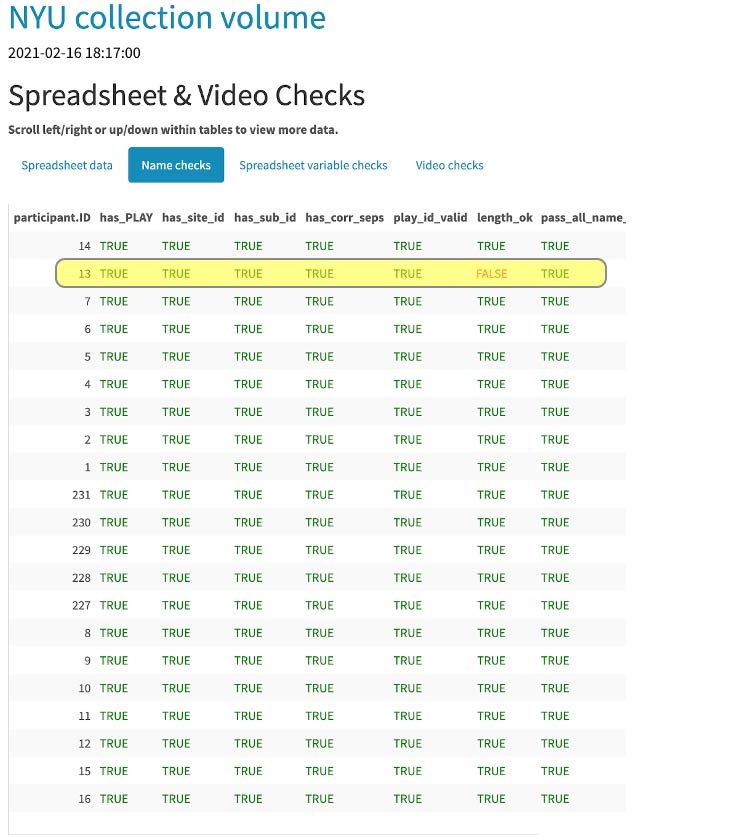 NYU collection volume
2021-02-16 18:17:00
Spreadsheet & Video Checks
Scroll left/right or up/down within tables to view more data.
Spreadsheet data Name checks Spreadsheet variable checks Video checks
participant.ID has_PLAY has_site_id has_sub_id has_corr_seps play_id_valid length_ok pass_all_name_
14 TRUE TRUE TRUE TRUE TRUE TRUE TRUE
13 TRUE TRUE TRUE TRUE TRUE FALSE TRUE
7 TRUE TRUE TRUE TRUE TRUE TRUE TRUE
6 TRUE TRUE TRUE TRUE TRUE TRUE TRUE
5 TRUE TRUE TRUE TRUE TRUE TRUE TRUE
4 TRUE TRUE TRUE TRUE TRUE TRUE TRUE
3 TRUE TRUE TRUE TRUE TRUE TRUE TRUE
2 TRUE TRUE TRUE TRUE TRUE TRUE TRUE
1 TRUE TRUE TRUE TRUE TRUE TRUE TRUE
231 TRUE TRUE TRUE TRUE TRUE TRUE TRUE
230 TRUE TRUE TRUE TRUE TRUE TRUE TRUE
229 TRUE TRUE TRUE TRUE TRUE TRUE TRUE
228 TRUE TRUE TRUE TRUE TRUE TRUE TRUE
227 TRUE TRUE TRUE TRUE TRUE TRUE TRUE
8 TRUE TRUE TRUE TRUE TRUE TRUE TRUE
9 TRUE TRUE TRUE TRUE TRUE TRUE TRUE
10 TRUE TRUE TRUE TRUE TRUE TRUE TRUE
11 TRUE TRUE TRUE TRUE TRUE TRUE TRUE
12 TRUE TRUE TRUE TRUE TRUE TRUE TRUE
15 TRUE TRUE TRUE TRUE TRUE TRUE TRUE
16 TRUE TRUE TRUE TRUE TRUE TRUE TRUE